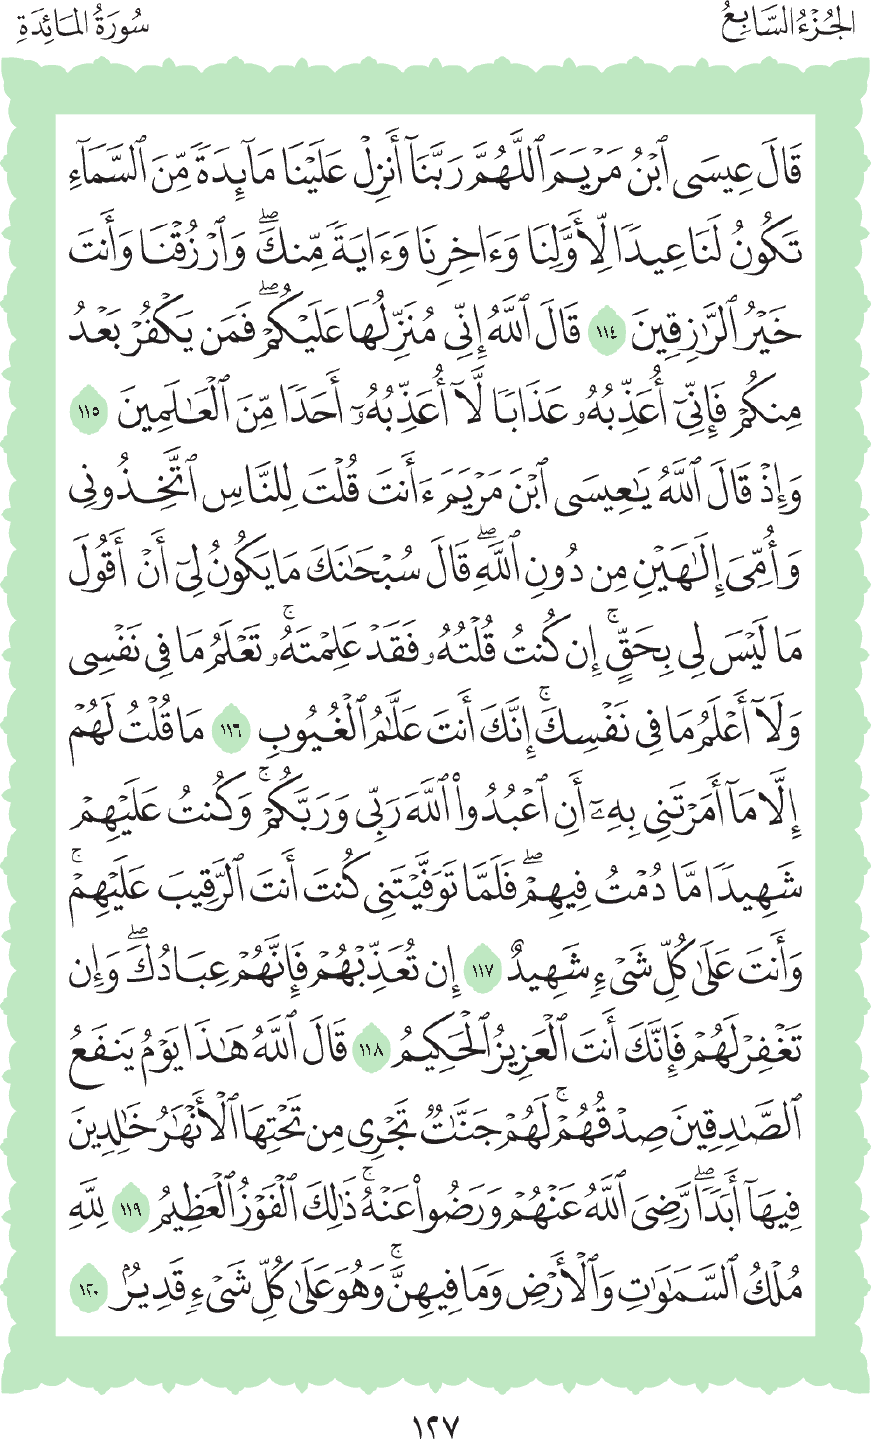 الجُزْءُ السَّابِعُ
سُورَةُ المَائِدَةِ
قَالَ عِيسَى ٱبْنُ مَرْيَمَ ٱللَّهُمَّ رَبَّنَآ أَنزِلْ عَلَيْنَا مَآئِدَةً مِّنَ ٱلسَّمَآءِ
تَكُونُ لَنَا عِيدًا لِّأَوَّلِنَا وَءَاخِرِنَا وَءَايَةً مِّنكَۖ وَٱرْزُقْنَا وَأَنتَ
خَيْرُ ٱلرَّٰزِقِينَ ١١٤ قَالَ ٱللَّهُ إِنِّي مُنَزِّلُهَا عَلَيْكُمْۖ فَمَن يَكْفُرْ بَعْدُ
مِنكُمْ فَإِنِّيٓ أُعَذِّبُهُۥ عَذَابًا لَّآ أُعَذِّبُهُۥٓ أَحَدًا مِّنَ ٱلْعَٰلَمِينَ ١١٥
وَإِذْ قَالَ ٱللَّهُ يَٰعِيسَى ٱبْنَ مَرْيَمَ ءَأَنتَ قُلْتَ لِلنَّاسِ ٱتَّخِذُونِي
وَأُمِّيَ إِلَٰهَيْنِ مِن دُونِ ٱللَّهِۖ قَالَ سُبْحَٰنَكَ مَا يَكُونُ لِيٓ أَنْ أَقُولَ
مَا لَيْسَ لِي بِحَقٍّۚ إِن كُنتُ قُلْتُهُۥ فَقَدْ عَلِمْتَهُۥۚ تَعْلَمُ مَا فِي نَفْسِي
وَلَآ أَعْلَمُ مَا فِي نَفْسِكَۚ إِنَّكَ أَنتَ عَلَّٰمُ ٱلْغُيُوبِ ١١٦ مَا قُلْتُ لَهُمْ
إِلَّا مَآ أَمَرْتَنِي بِهِۦٓ أَنِ ٱعْبُدُواْ ٱللَّهَ رَبِّي وَرَبَّكُمْۚ وَكُنتُ عَلَيْهِمْ
شَهِيدًا مَّا دُمْتُ فِيهِمْۖ فَلَمَّا تَوَفَّيْتَنِي كُنتَ أَنتَ ٱلرَّقِيبَ عَلَيْهِمْۚ
وَأَنتَ عَلَىٰ كُلِّ شَيْءٍ شَهِيدٌ ١١٧ إِن تُعَذِّبْهُمْ فَإِنَّهُمْ عِبَادُكَۖ وَإِن
تَغْفِرْ لَهُمْ فَإِنَّكَ أَنتَ ٱلْعَزِيزُ ٱلْحَكِيمُ ١١٨ قَالَ ٱللَّهُ هَٰذَا يَوْمُ يَنفَعُ
ٱلصَّٰدِقِينَ صِدْقُهُمْۚ لَهُمْ جَنَّٰتٌ تَجْرِي مِن تَحْتِهَا ٱلْأَنْهَٰرُ خَٰلِدِينَ
فِيهَآ أَبَدًاۖ رَّضِيَ ٱللَّهُ عَنْهُمْ وَرَضُواْ عَنْهُۚ ذَٰلِكَ ٱلْفَوْزُ ٱلْعَظِيمُ ١١٩ لِلَّهِ
مُلْكُ ٱلسَّمَٰوَٰتِ وَٱلْأَرْضِ وَمَا فِيهِنَّۚ وَهُوَ عَلَىٰ كُلِّ شَيْءٍ قَدِيرٌۢ ١٢٠
١٢٧